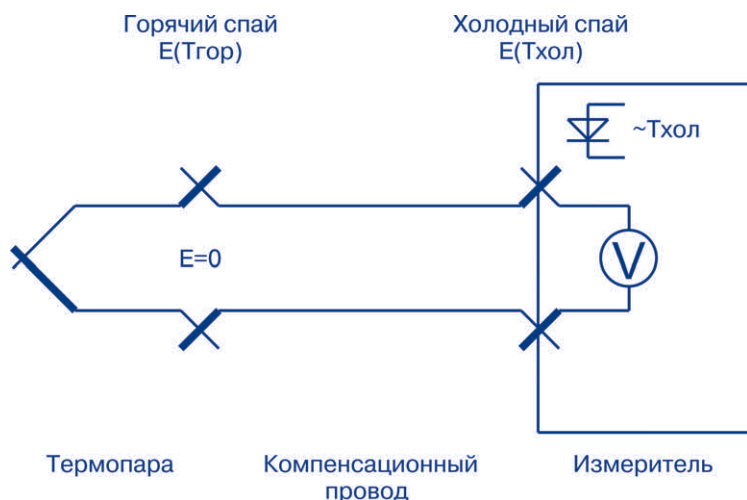 Горячий спай
E(Тгор)
Холодный спай
E(Тхол)
~Тхол
E=0
V
Термопара
Компенсационный
провод
Измеритель